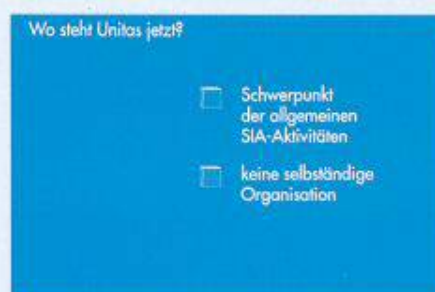 Wo steht Unitas jetzt?
Schwerpunkt
der allgemeinen
SIA-Aktivitäten
keine selbständige
Organisation